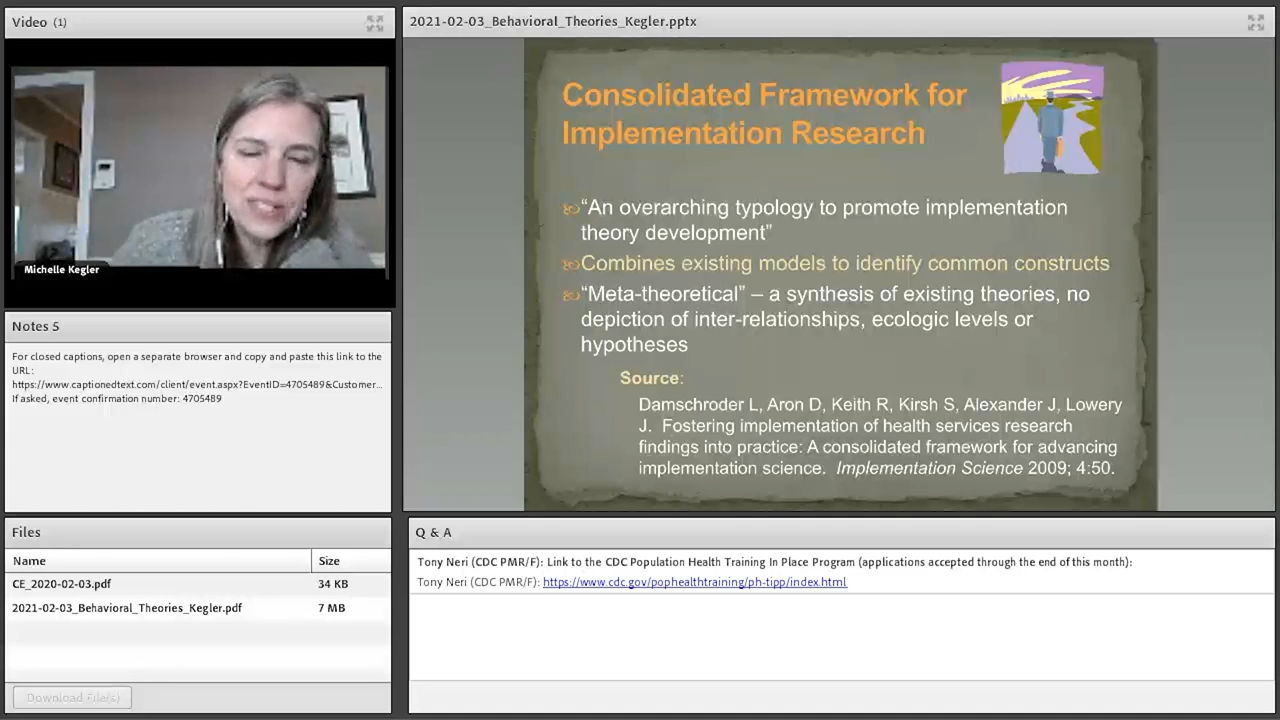 Video (1)
Michelle Kegler
Notes 5
For closed captions, open a separate browser and copy and paste this link to the
URL:
https://www.captionedtext.com/client/event.aspx?EventID=4705489&Customer...
If asked, event confirmation number: 4705489
Files
Name Size
CE_2020-02-03.pdf 34 KB
2021-02-03_Behavioral_Theories_Kegler.pdf 7 MB
Download File(s)
2021-02-03_Behavioral_Theories_Kegler.pptx
Consolidated Framework for
Implementation Research
“An overarching typology to promote implementation
theory development”
Combines existing models to identify common constructs
“Meta-theoretical” – a synthesis of existing theories, no
depiction of inter-relationships, ecologic levels or
hypotheses
Source:
Damschroder L, Aron D, Keith R, Kirsh S, Alexander J, Lowery
J. Fostering implementation of health services research
findings into practice: A consolidated framework for advancing
implementation science. Implementation Science 2009; 4:50.
Q & A
Tony Neri (CDC PMR/F): Link to the CDC Population Health Training In Place Program (applications accepted through the end of this month):
Tony Neri (CDC PMR/F): https://www.cdc.gov/pophealthtraining/ph-tipp/index.html